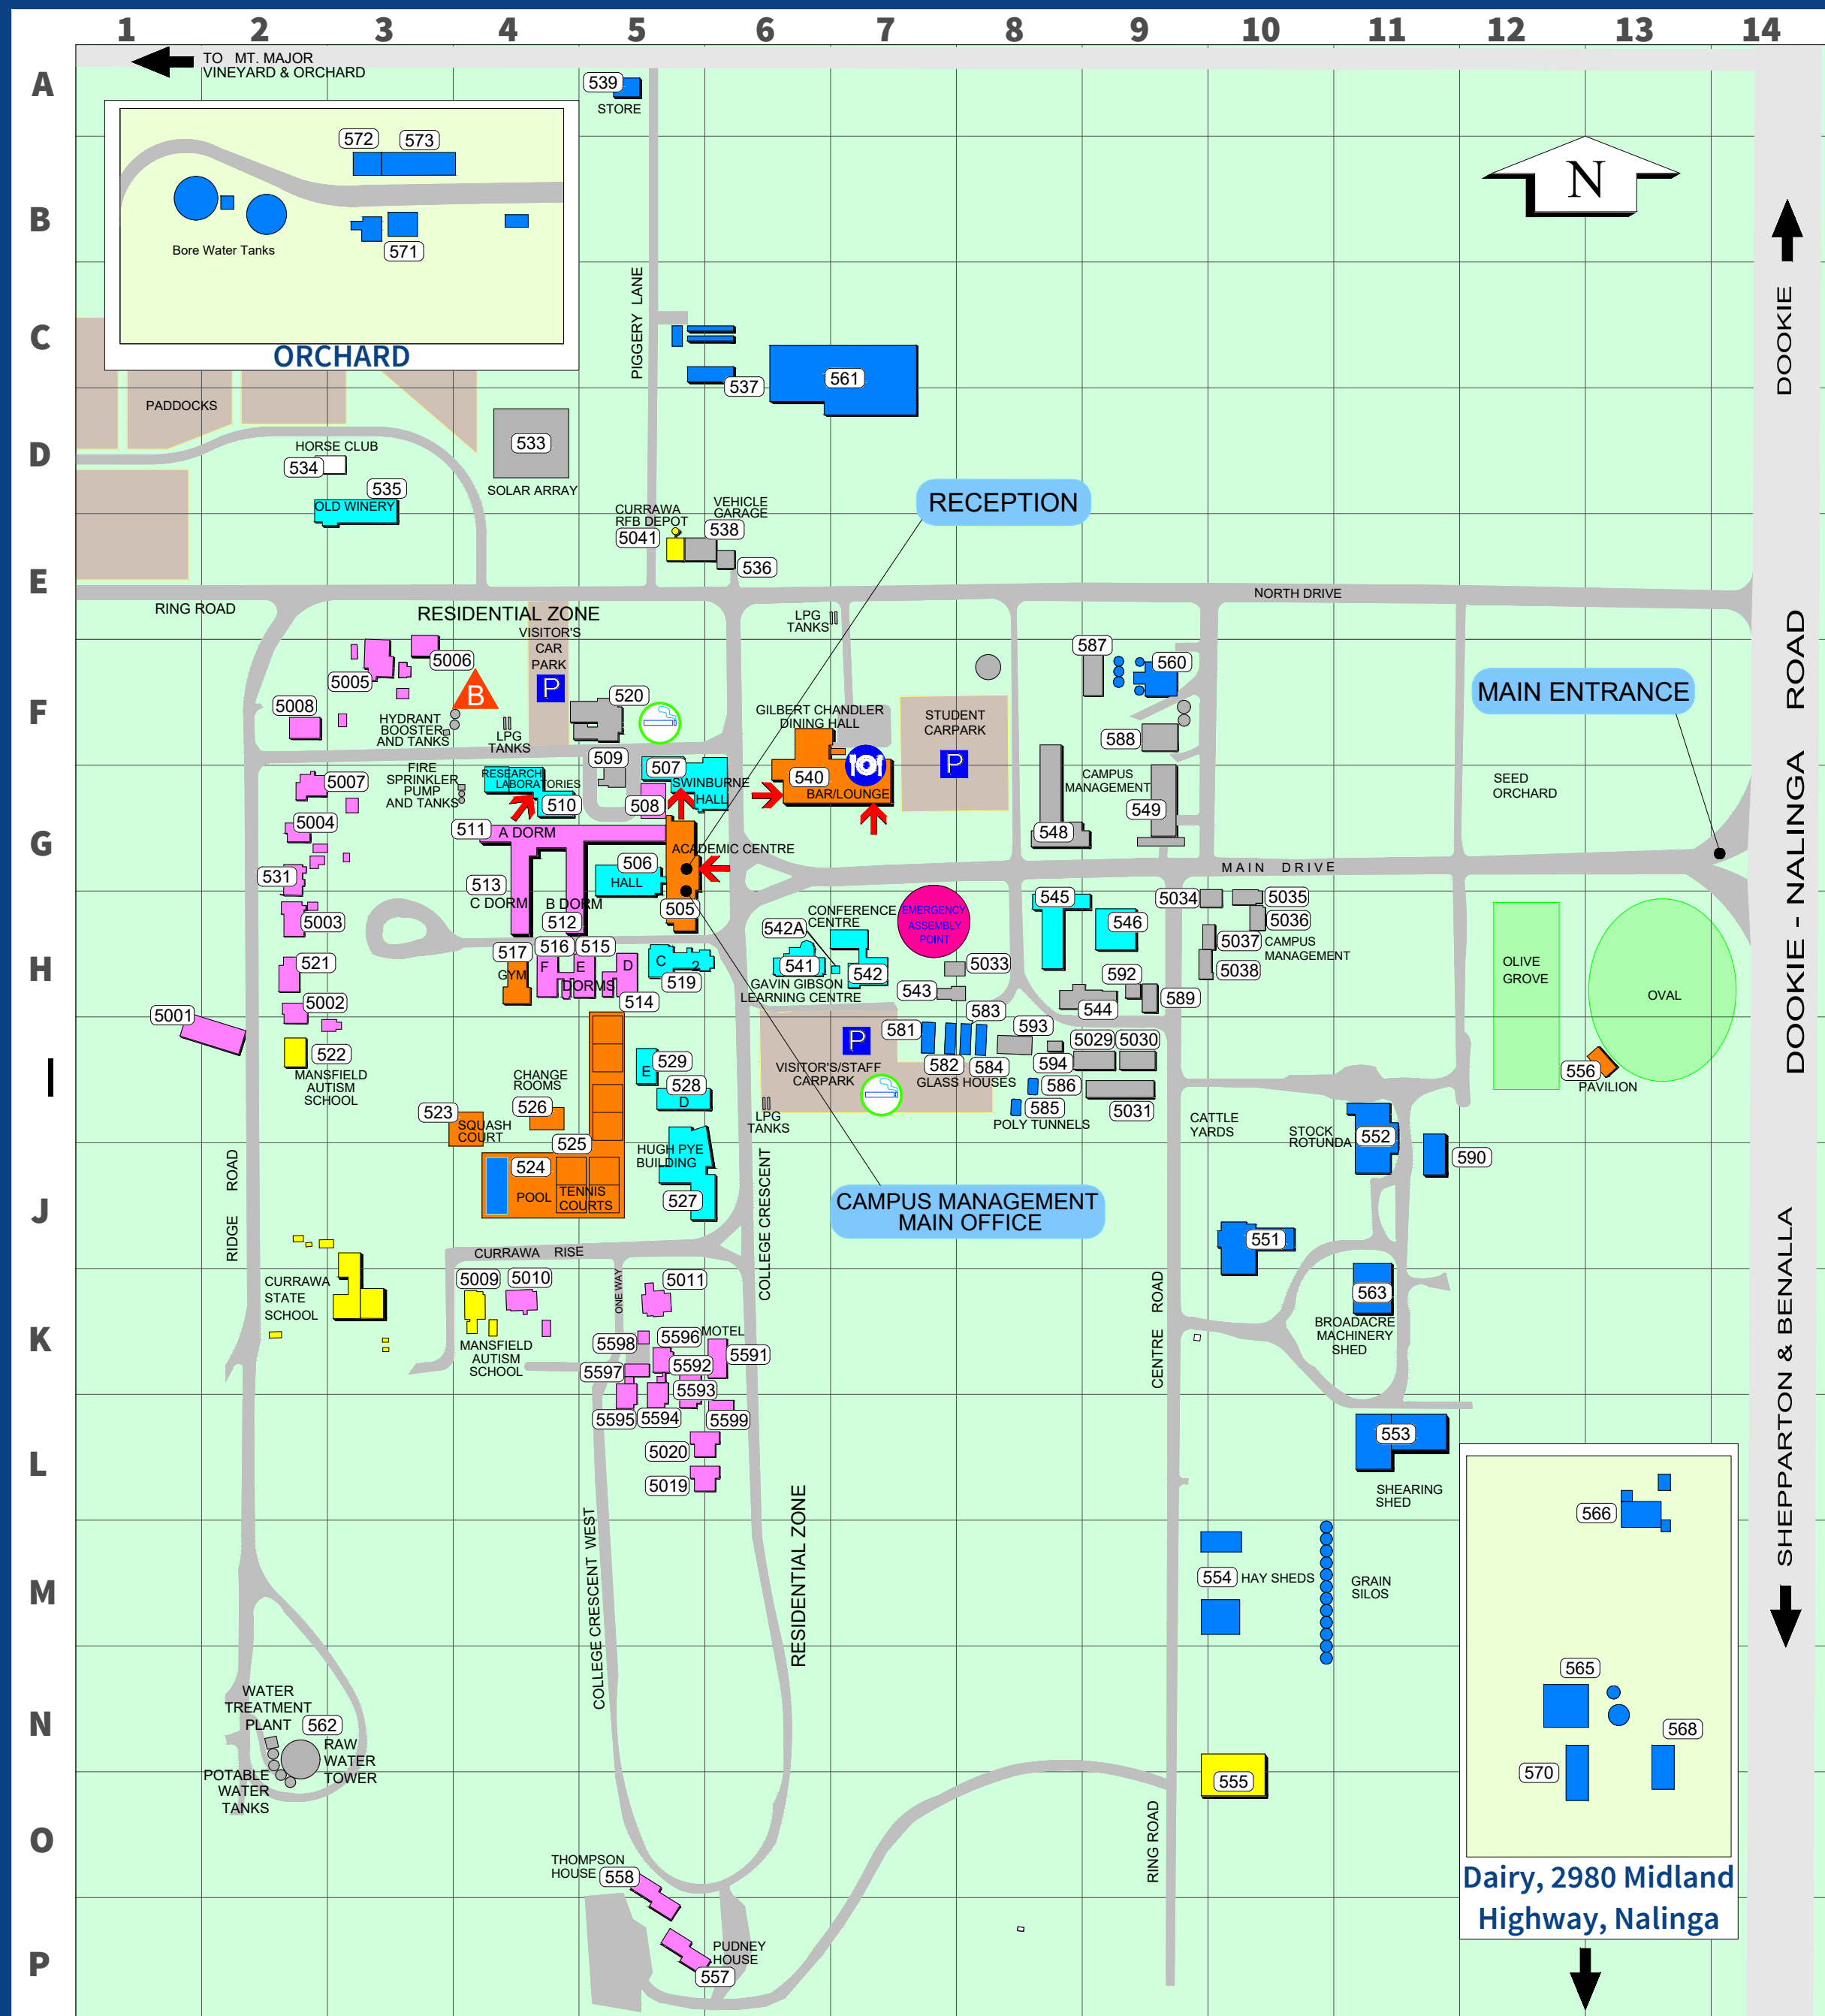 1 2 3 4 5 6 7 8 9 10 11 12 13 14
A
B
C
D
E
F
G
H
I
J
K
L
M
N
O
P
TO MT. MAJOR
VINEYARD & ORCHARD
572 573
571
Bore Water Tanks
ORCHARD
539
STORE
N
DOOKIE
PIGGERY LANE
537
561
PADDOCKS
HORSE CLUB
534
535
OLD WINERY
533
SOLAR ARRAY
CURRAWA
RFB DEPOT
5041
VEHICLE
GARAGE
538
536
RECEPTION
RING ROAD
NORTH DRIVE
RESIDENTIAL ZONE
VISITOR'S
CAR
PARK
P
LPG
TANKS
5006
5005
B
5008
HYDRANT
BOOSTER
AND TANKS
LPG
TANKS
520
GILBERT CHANDLER
DINING HALL
540
BAR/LOUNGE
STUDENT
CARPARK
P
587
560
588
MAIN ENTRANCE
DOOKIE - NALINGA ROAD
5007
FIRE
SPRINKLER
PUMP
AND TANKS
RESEARCH
LABORATORIES
510
509
507
SWINBURNE
HALL
508
CAMPUS
MANAGEMENT
549
548
SEED
ORCHARD
5004
511
A DORM
ACADEMIC CENTRE
506
HALL
MAIN DRIVE
531
513
C DORM
B DORM
512
505
5003
CONFERENCE
CENTRE
542A
541
542
GAVIN GIBSON
LEARNING CENTRE
EMERGENCY
ASSEMBLY
POINT
545
546
5034
5035
5036
5037
5038
CAMPUS
MANAGEMENT
517
GYM
516
515
F
E
D
DORMS
514
C
2
519
521
5002
5001
5033
543
592
544
589
OLIVE
GROVE
OVAL
522
MANSFIELD
AUTISM
SCHOOL
529
E
528
D
P
VISITOR'S/STAFF
CARPARK
581
583
582
584
GLASS HOUSES
593
594
5029
5030
586
585
5031
POLY TUNNELS
556
PAVILION
CHANGE
ROOMS
526
523
SQUASH
COURT
525
524
POOL
TENNIS
COURTS
LPG
TANKS
HUGH PYE
BUILDING
527
CATTLE
YARDS
STOCK
ROTUNDA
552
590
RIDGE ROAD
COLLEGE CRESCENT
CAMPUS MANAGEMENT
MAIN OFFICE
551
SHEPPARTON & BENALLA
CURRAWA RISE
CURRAWA
STATE
SCHOOL
5009
5010
MANSFIELD
AUTISM
SCHOOL
ONE WAY
5011
5598
5596
MOTEL
5591
5597
5592
5593
5595
5594
5599
5020
5019
CENTRE ROAD
563
BROADACRE
MACHINERY
SHED
553
SHEARING
SHED
COLLEGE CRESCENT WEST
RESIDENTIAL ZONE
554
HAY SHEDS
GRAIN
SILOS
566
565
568
570
Dairy, 2980 Midland
Highway, Nalinga
WATER
TREATMENT
PLANT
562
RAW
WATER
TOWER
POTABLE
WATER
TANKS
555
RING ROAD
THOMPSON
HOUSE
558
PUDNEY
HOUSE
557